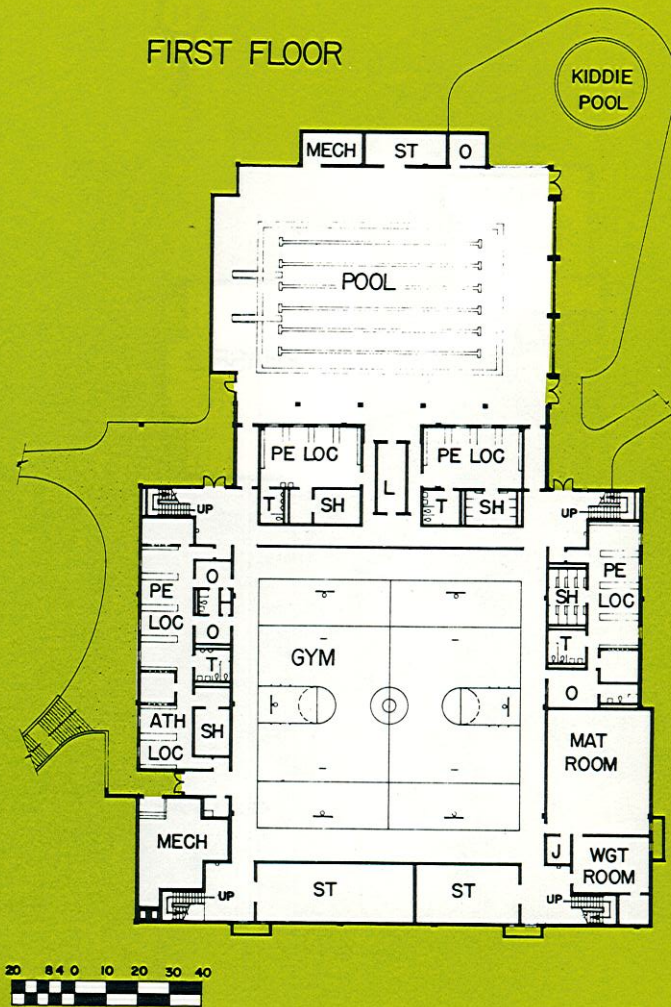 FIRST FLOOR
KIDDIE
POOL
MECH
ST
O
POOL
PE LOC
PE LOC
L
T
SH
T
SH
UP
UP
O
PE
LOC
O
T
ATH
LOC
SH
GYM
SH
PE
LOC
T
O
MAT
ROOM
MECH
J
WGT
ROOM
ST
ST
UP
UP
20 8 4 0 10 20 30 40